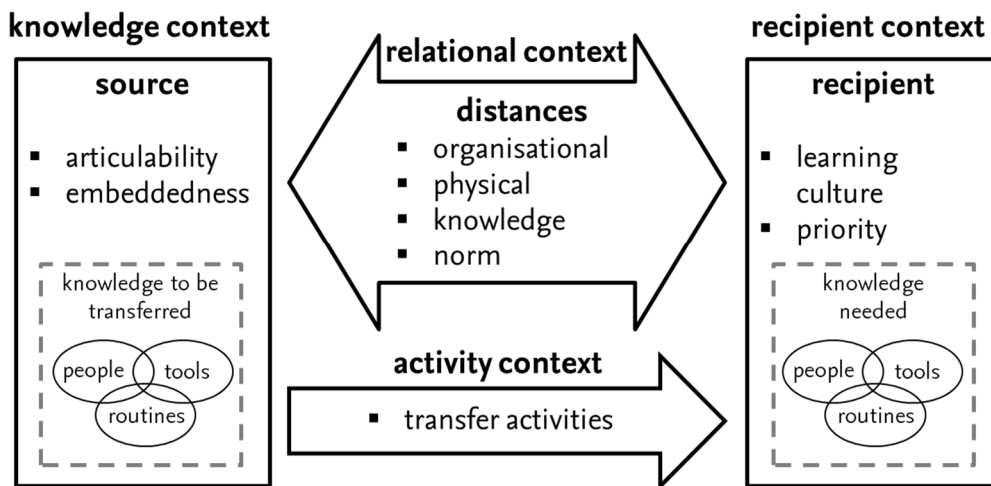 knowledge context
source
▪ articulability
▪ embeddedness
knowledge to be
transferred
people
tools
routines
relational context
distances
▪ organisational
▪ physical
▪ knowledge
▪ norm
activity context
▪ transfer activities
recipient context
recipient
▪ learning
culture
▪ priority
knowledge
needed
people
tools
routines